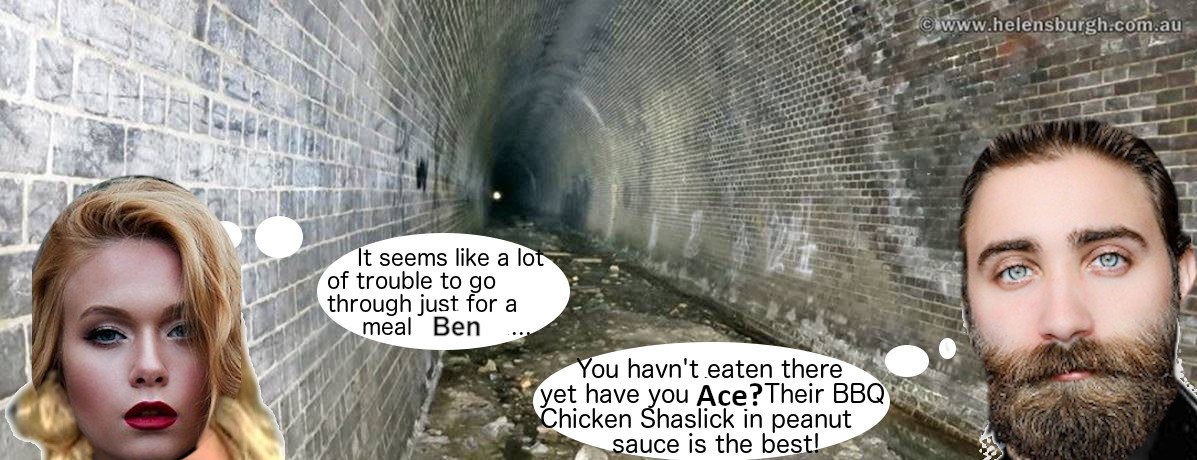 © www.helensburgh.com.au
It seems like a lot
of trouble to go
through just for a
meal Ben ...
You havn't eaten there
yet have you Ace? Their BBQ
Chicken Shaslick in peanut
sauce is the best!